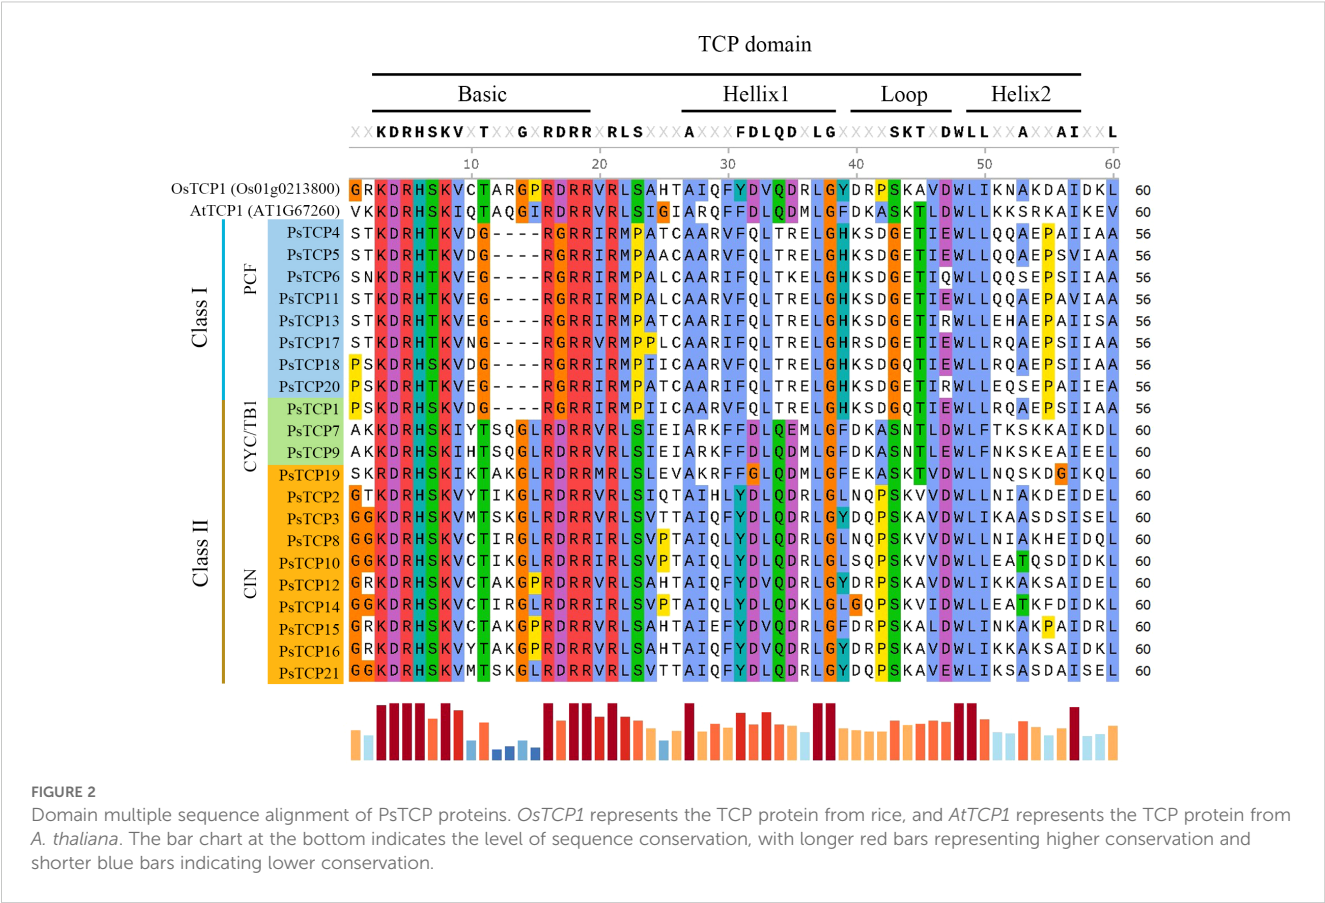 TCP domain
Basic Hellix1 Loop Helix2
XXKDRHSKVXTXXGXRDRRXRLSXXXAXXXFDLQDXLGXXXXSKTXDWLLXXAXXAIXXL
10 20 30 40 50 60
OsTCP1 (Os01g0213800) GRKDRHSKVCTARGPRDRRVRLSAHTAIQFYDVQDRLGYDRPSKAVDWLIKNAKDAIDKL 60
AtTCP1 (AT1G67260) VKKDRHSKIQTAQGIRDRRVRLSIGIARQFFDLQDMLGFDKASKTLDWLLKKSRKAIKEV 60
PsTCP4 STKDRHTKVDG----RGRRIRMPATCAARVFQLTRELGHKSDGETIEWLLQQAEPAIIAA 56
PsTCP5 STKDRHTKVDG----RGRRIRMPAACAARVFQLTRELGHKSDGETIEWLLQQAEPSVIAA 56
PsTCP6 SNKDRHTKVEG----RGRRIRMPALCAARIFQLTKELGHKSDGETIQWLLQQSEPSIIAA 56
PsTCP11 STKDRHTKVEG----RGRRIRMPALCAARVFQLTRELGHKSDGETIEWLLQQAEPAVIAA 56
PsTCP13 STKDRHTKVEG----RGRRIRMPATCAARIFQLTRELGHKSDGETIRWLLEHAEPAIISA 56
PsTCP17 STKDRHTKVNG----RGRRVRMPPLCAARIFQLTRELGHRSDGETIEWLLRQAEPSIIAA 56
PsTCP18 PSKDRHSKVDG----RGRRIRMPIICAARVFQLTRELGHKSDGQTIEWLLRQAEPSIIAA 56
PsTCP20 PSKDRHTKVEG----RGRRIRMPATCAARIFQLTRELGHKSDGETIRWLLEQSEPAIIEA 56
PsTCP1 PSKDRHSKVDG----RGRRIRMPIICAARVFQLTRELGHKSDGQTIEWLLRQAEPSIIAA 56
PsTCP7 AKKDRHSKIYTSQGLRDRRVRLSIEIARKFFDLQEMLGFDKASNTLDWLFTKSKKAIKDL 60
PsTCP9 AKKDRHSKIHTSQGLRDRRVRLSIEIARKFFDLQDMLGFDKASNTLEWLFNKSKEAIEEL 60
PsTCP19 SKRDRHSKIKTAKGLRDRRMRLSLEVAKRFFGLQDMLGFEKASKTVDWLLNQSKDGIKQL 60
PsTCP2 GTKDRHSKVYTIKGLRDRRVRLSIQTAIHLYDLQDRLGLNQPSKVVDWLLNIAKDEIDEL 60
PsTCP3 GGKDRHSKVMTSKGLRDRRVRLSVTTAIQFYDLQDRLGYDQPSKAVDWLIKAASDSISEL 60
PsTCP8 GGKDRHSKVCTIRGLRDRRIRLSVPTAIQLYDLQDRLGLNQPSKVVDWLLNIAKHEIDQL 60
PsTCP10 GGKDRHSKVCTIKGLRDRRIRLSVPTAIQLYDLQDRLGLSQPSKVIDWLLEATQSDIDKL 60
PsTCP12 GRKDRHSKVCTAKGPRDRRVRLSAHTAIQFYDVQDRLGYDRPSKAVDWLIKKAKSAIDEL 60
PsTCP14 GGKDRHSKVCTIRGLRDRRIRLSVPTAIQLYDLQDKLGLGQPSKVIDWLLEATKFDIDKL 60
PsTCP15 GRKDRHSKVCTAKGPRDRRVRLSAHTAIEFYDVQDRLGFDRPSKALDWLINKAKPAIDRL 60
PsTCP16 GRKDRHSKVYTAKGPRDRRVRLSAHTAIQFYDVQDRLGYDRPSKAVDWLIKKAKSAIDKL 60
PsTCP21 GGKDRHSKVMTSKGLRDRRVRLSVTTAIQFYDLQDRLGYDQPSKAVEWLIKSASDAISEL 60
Class I
PCF
Class II
CYC/TB1
CIN
FIGURE 2
Domain multiple sequence alignment of PsTCP proteins. OsTCP1 represents the TCP protein from rice, and AtTCP1 represents the TCP protein from
A. thaliana. The bar chart at the bottom indicates the level of sequence conservation, with longer red bars representing higher conservation and
shorter blue bars indicating lower conservation.